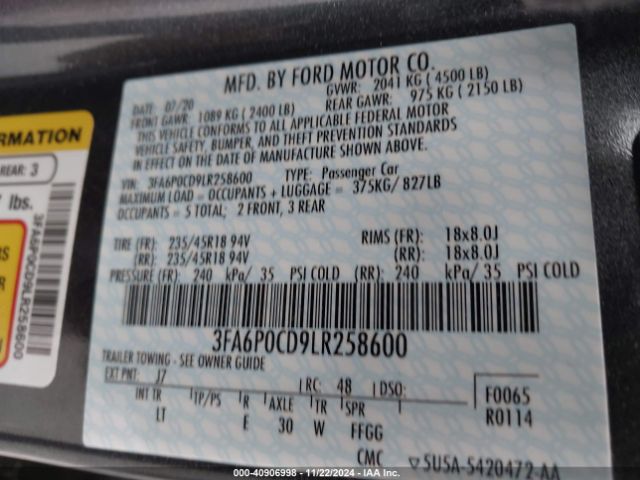 MFD. BY FORD MOTOR CO.
DATE: 07/20 GVWR: 2041 KG ( 4500 LB)
FRONT GAWR: 1089 KG ( 2400 LB) REAR GAWR: 975 KG ( 2150 LB)
THIS VEHICLE CONFORMS TO ALL APPLICABLE FEDERAL MOTOR
VEHICLE SAFETY, BUMPER, AND THEFT PREVENTION STANDARDS
IN EFFECT ON THE DATE OF MANUFACTURE SHOWN ABOVE.
VIN: 3FA6P0CD9LR258600 TYPE: Passenger Car
MAXIMUM LOAD = OCCUPANTS + LUGGAGE = 375KG/ 827LB
OCCUPANTS = 5 TOTAL; 2 FRONT, 3 REAR
TIRE (FR): 235/45R18 94V RIMS (FR): 18x8.0J
(RR): 235/45R18 94V (RR): 18x8.0J
PRESSURE (FR): 240 kPa/ 35 PSI COLD (RR): 240 kPa/ 35 PSI COLD
3FA6P0CD9LR258600
TRAILER TOWING - SEE OWNER GUIDE
EXT PNT: J7 RC: 48 DSO: F0065
INT TR TP/PS R AXLE TR SPR R0114
LT E 30 W FFGG
CMC ▽5U5A-5420472-AA
ORMATION
REAR: 3
lbs.
RS
3FA6P0CD9LR258600
000-40906998 - 11/22/2024 - IAA, Inc.